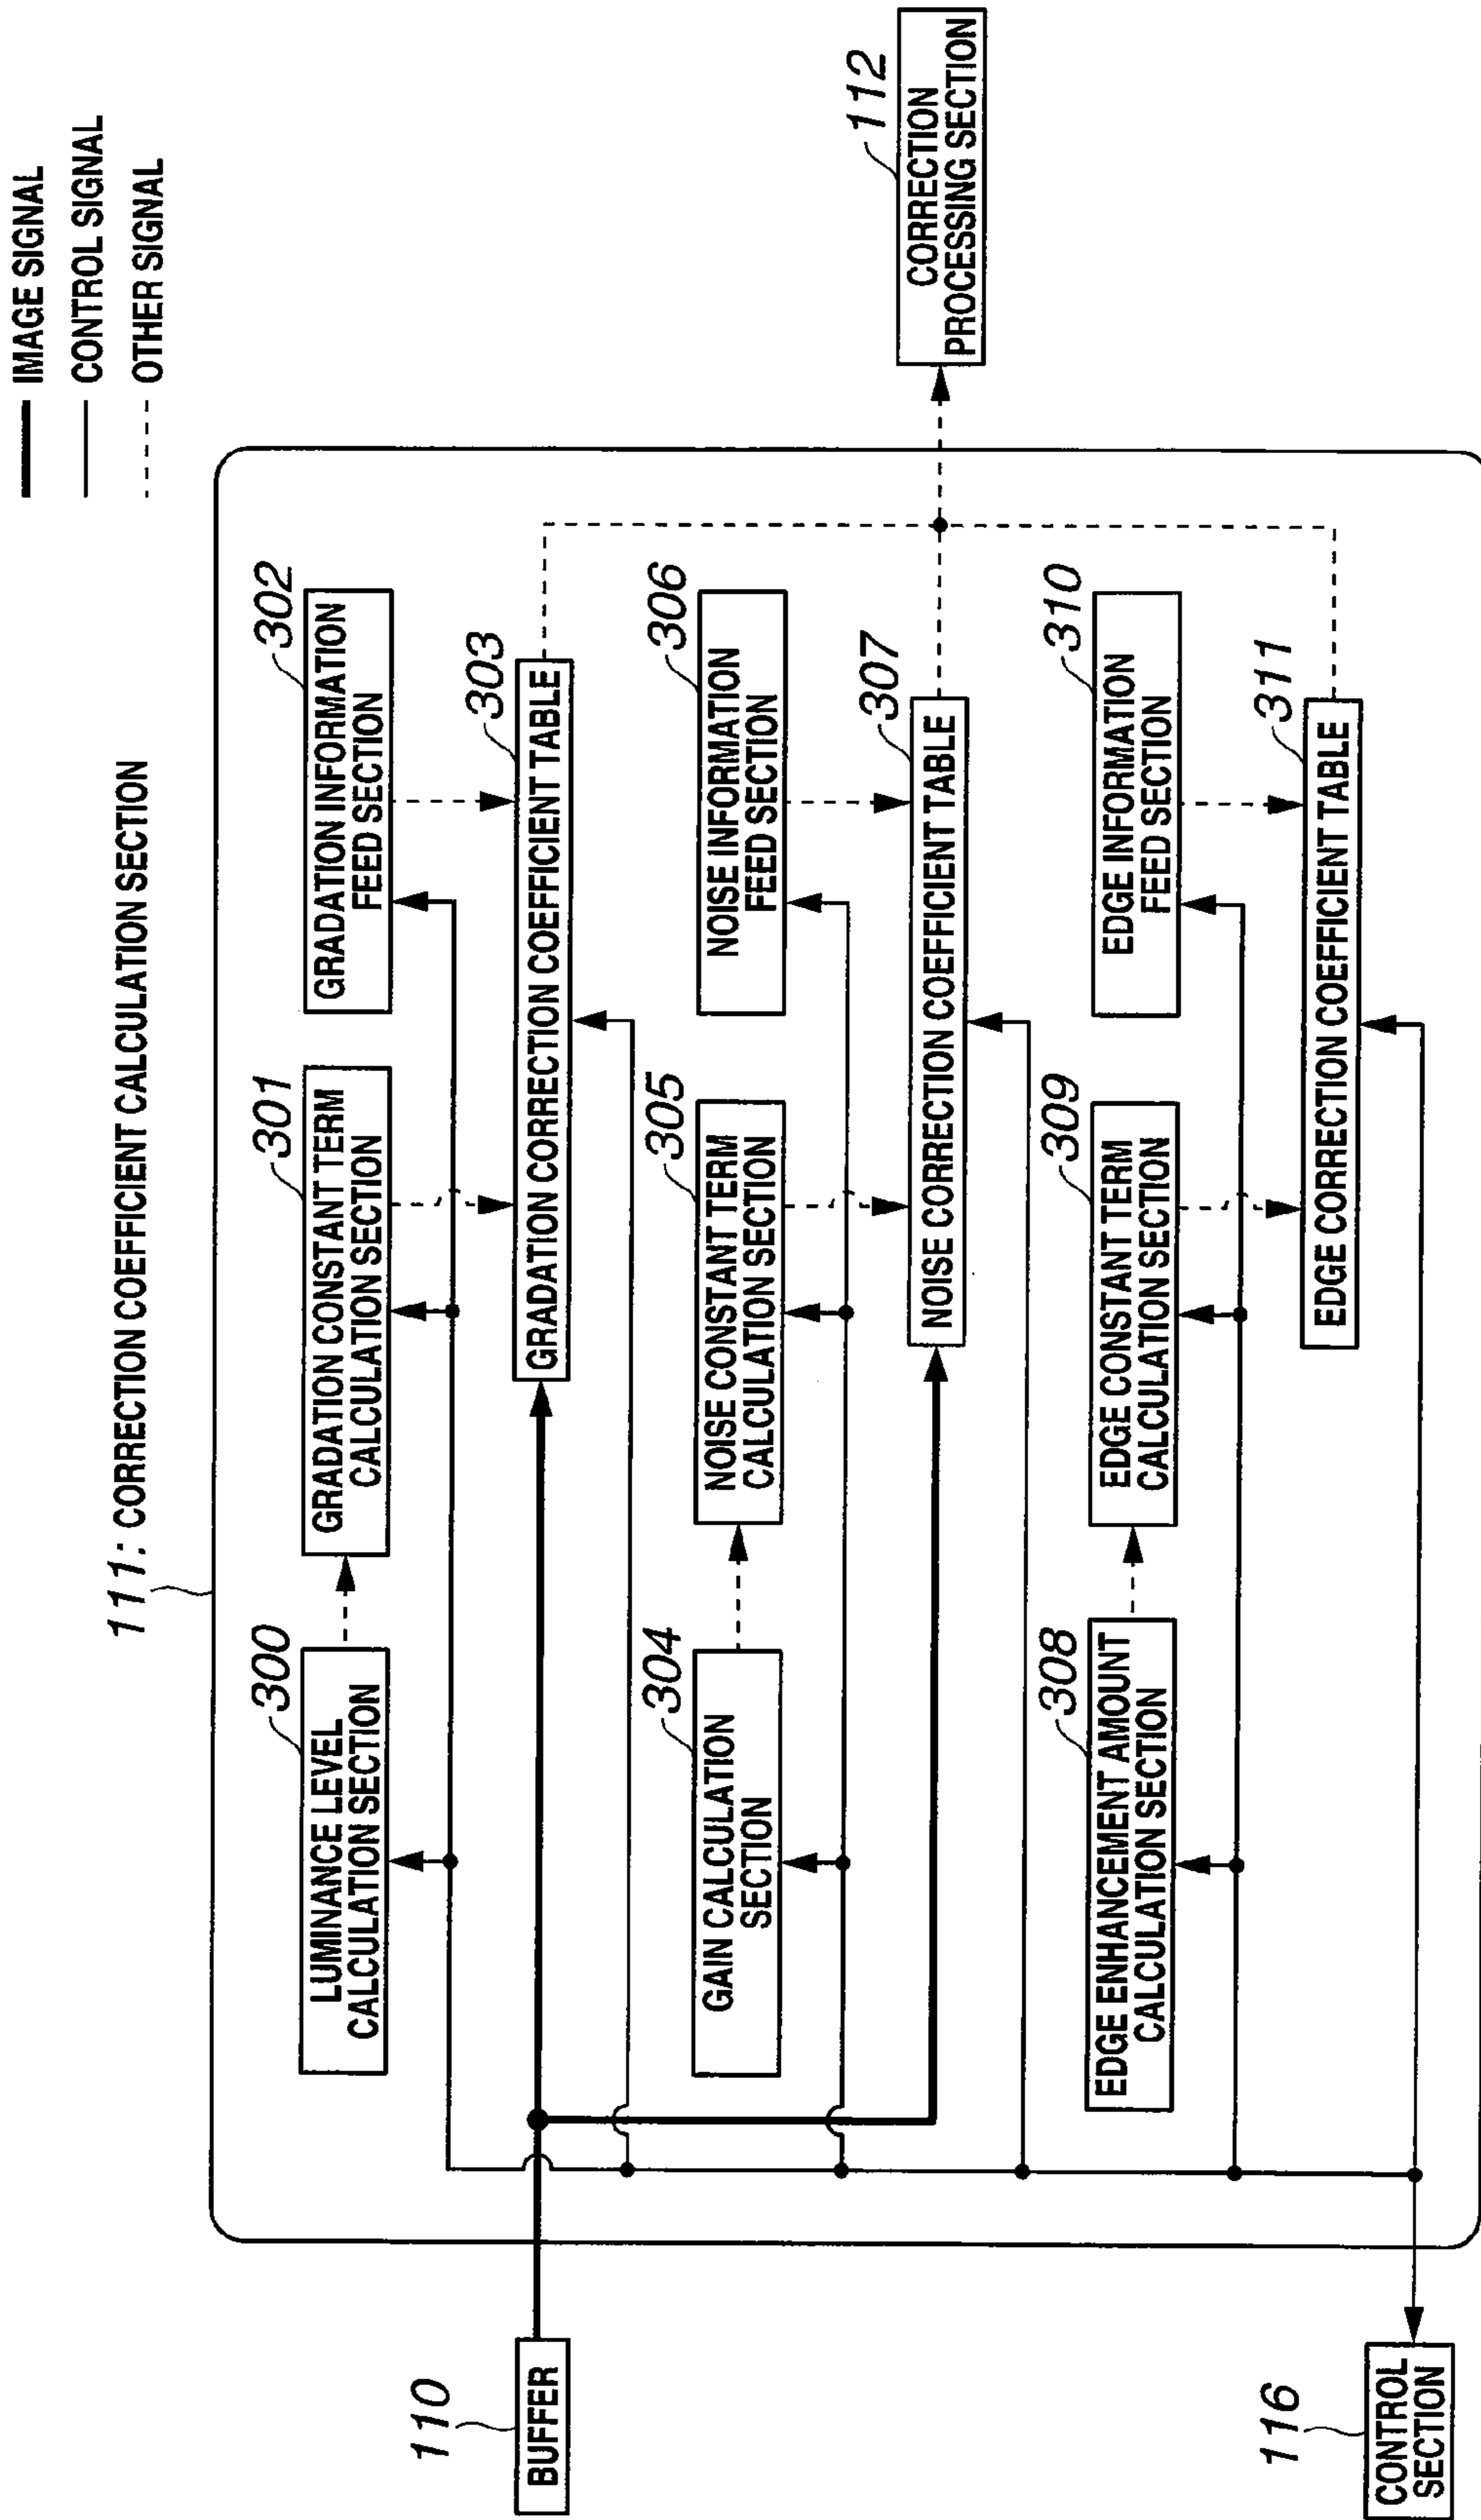 IMAGE SIGNAL
CONTROL SIGNAL
OTHER SIGNAL
111: CORRECTION COEFFICIENT CALCULATION SECTION
300
LUMINANCE LEVEL
CALCULATION SECTION
301
GRADATION CONSTANT TERM
CALCULATION SECTION
302
GRADATION INFORMATION
FEED SECTION
110
BUFFER
303
GRADATION CORRECTION COEFFICIENT TABLE
304
GAIN CALCULATION
SECTION
305
NOISE CONSTANT TERM
CALCULATION SECTION
306
NOISE INFORMATION
FEED SECTION
307
NOISE CORRECTION COEFFICIENT TABLE
112
CORRECTION
PROCESSING SECTION
308
EDGE ENHANCEMENT AMOUNT
CALCULATION SECTION
309
EDGE CONSTANT TERM
CALCULATION SECTION
310
EDGE INFORMATION
FEED SECTION
311
EDGE CORRECTION COEFFICIENT TABLE
116
CONTROL
SECTION